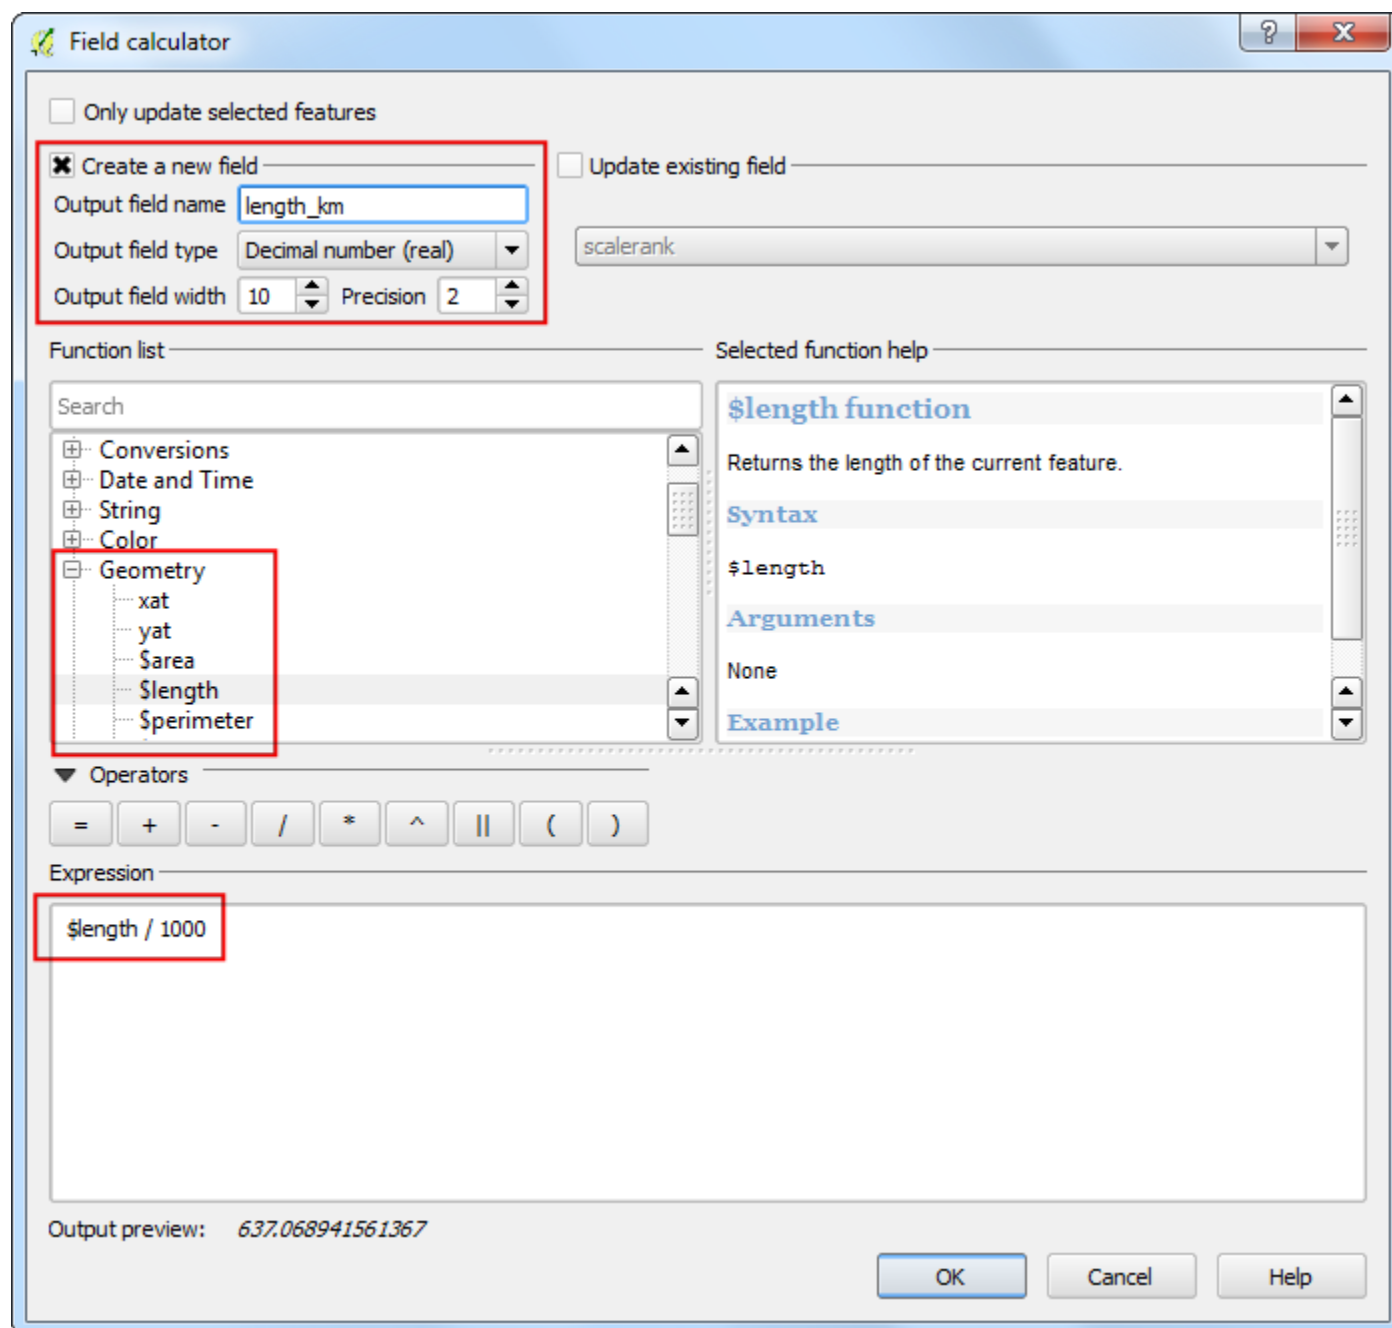 Field calculator
Only update selected features
Create a new field
Output field name length_km
Output field type Decimal number (real)
Output field width 10 Precision 2
Update existing field
scalerank
Function list
Search
Conversions
Date and Time
String
Color
Geometry
xat
yat
$area
$length
$perimeter
Selected function help
$length function
Returns the length of the current feature.
Syntax
$length
Arguments
None
Example
Operators
= + - / * ^ || ( )
Expression
$length / 1000
Output preview: 637.068941561367
OK Cancel Help